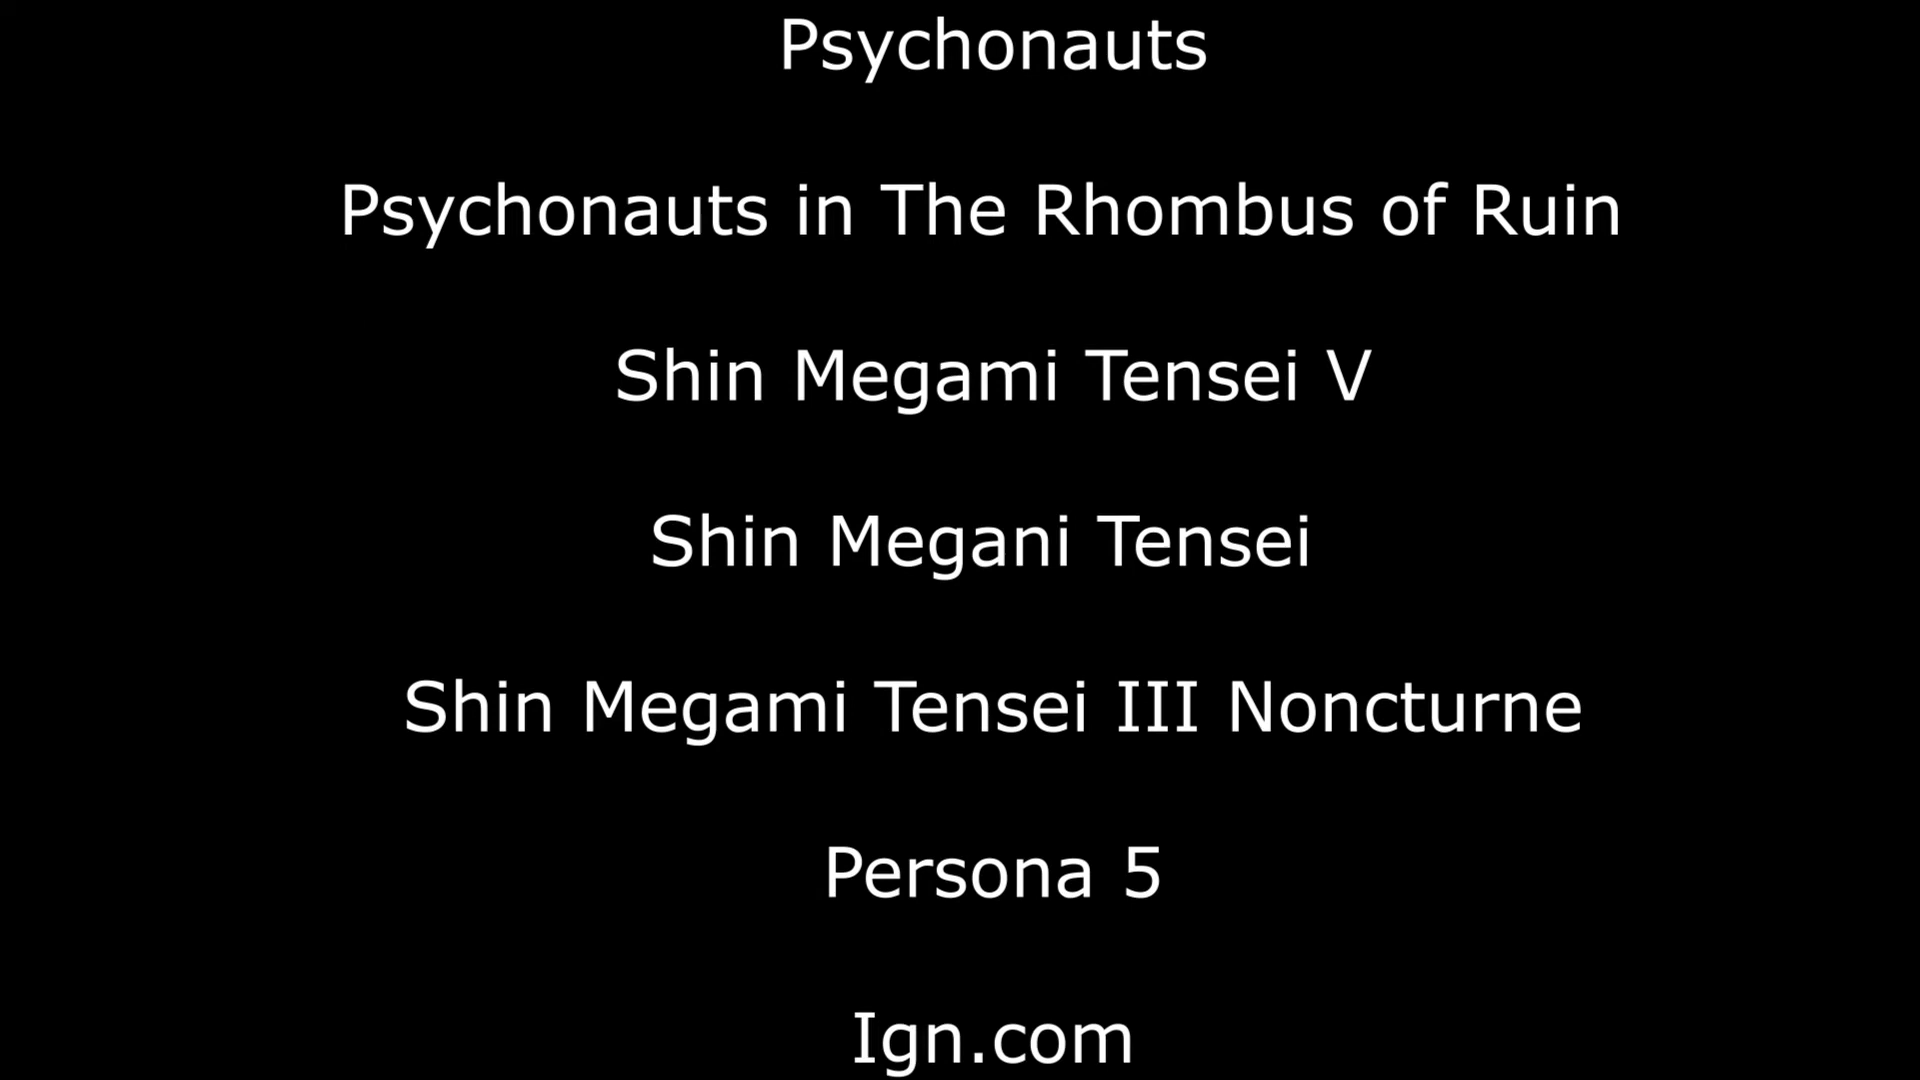 Psychonauts
Psychonauts in The Rhombus of Ruin
Shin Megami Tensei V
Shin Megani Tensei
Shin Megami Tensei III Noncturne
Persona 5
Ign.com